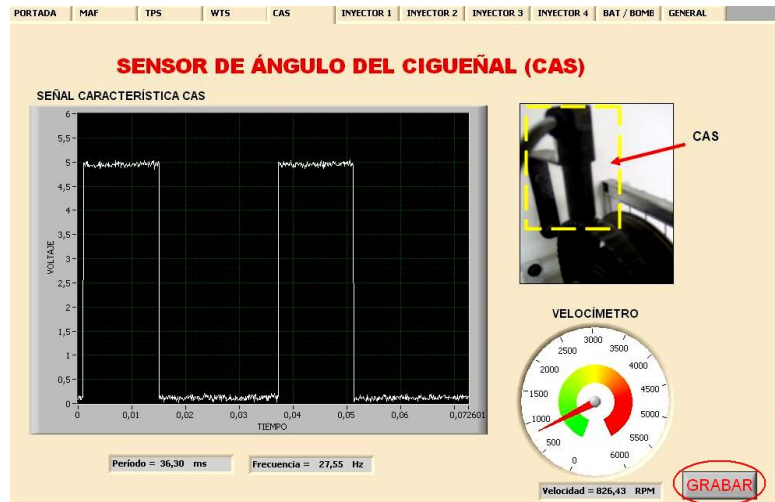 PORTADA MAF TPS WTS CAS INYECTOR 1 INYECTOR 2 INYECTOR 3 INYECTOR 4 BAT / BOMB GENERAL
SENSOR DE ÁNGULO DEL CIGUEÑAL (CAS)
SEÑAL CARACTERÍSTICA CAS
6
5,5
5
4,5
4
3,5
3
2,5
2
1,5
1
0,5
0
VOLTAJE
0 0,01 0,02 0,03 0,04 0,05 0,06 0,072601
TIEMPO
Período = 36,30 ms
Frecuencia = 27,55 Hz
CAS
VELOCÍMETRO
0
500
1000
1500
2000
2500
3000
3500
4000
4500
5000
5500
6000
Velocidad = 826,43 RPM
GRABAR